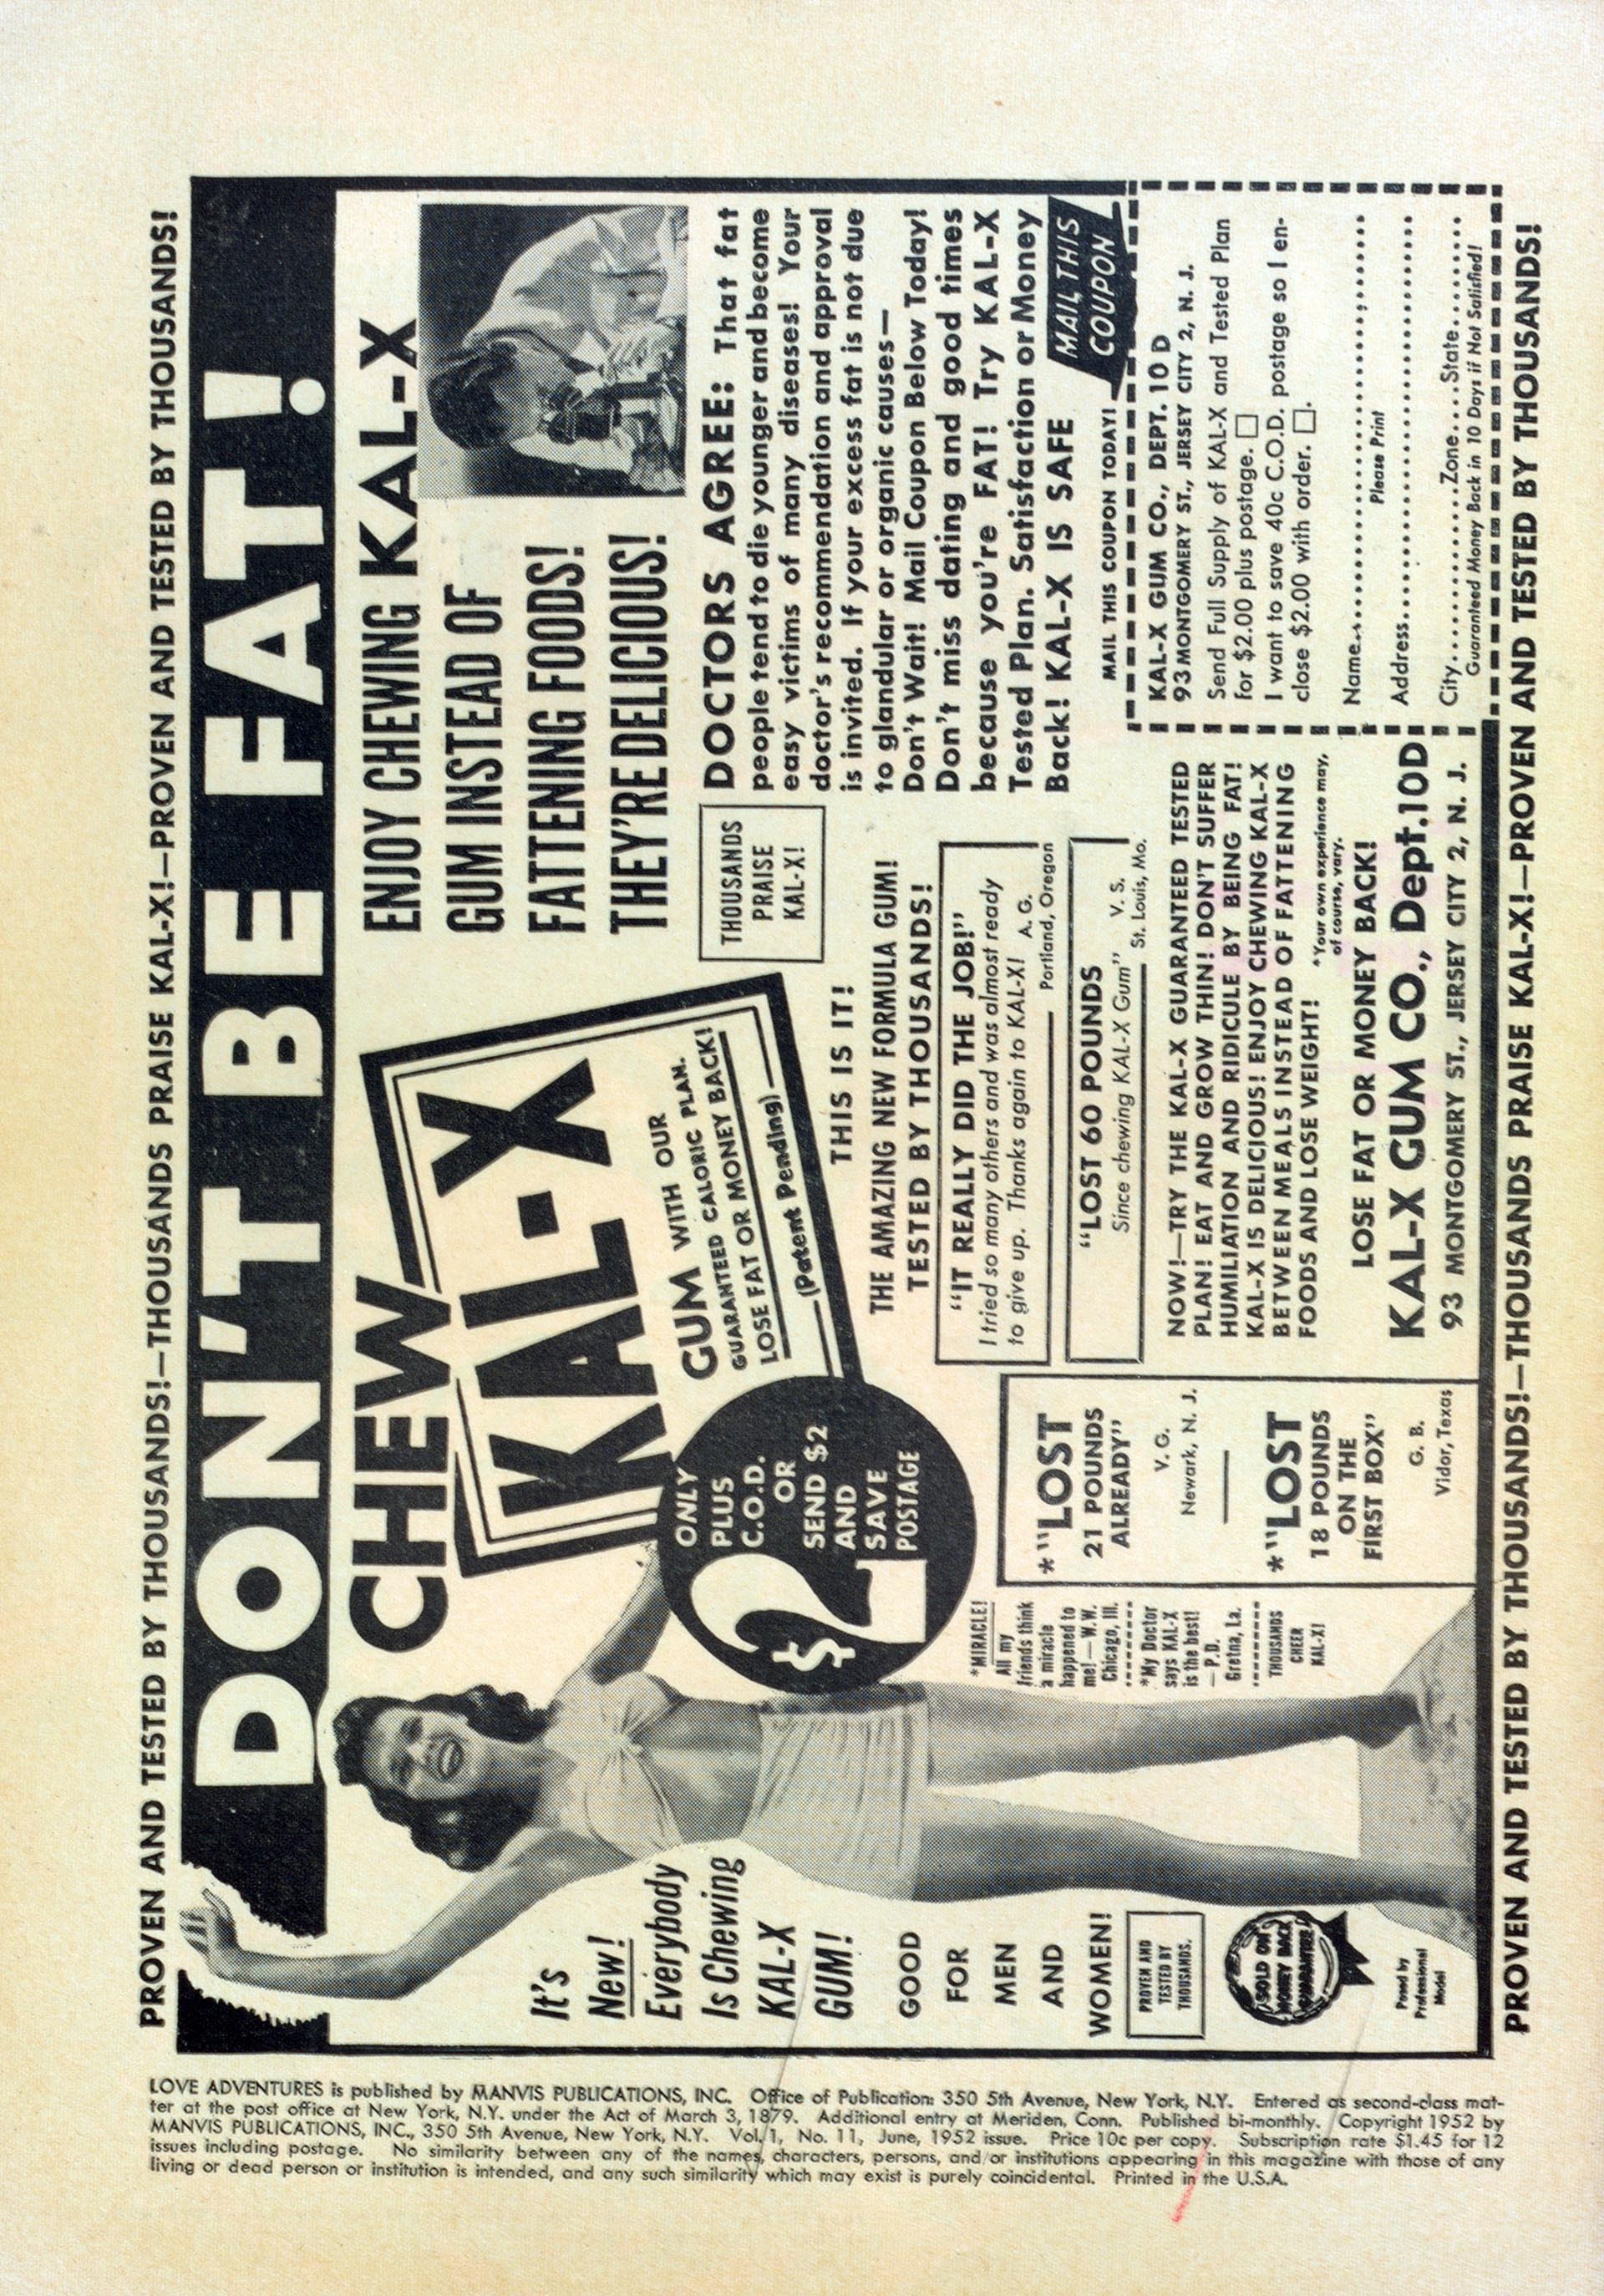 PROVEN AND TESTED BY THOUSANDS!—THOUSANDS PRAISE KAL-X!—PROVEN AND TESTED BY THOUSANDS!
DON'T BE FAT!
CHEW
KAL-X
GUM WITH OUR
GUARANTEED CALORIC PLAN.
LOSE FAT OR MONEY BACK!
(Patent Pending)
$2
ONLY
PLUS
C.O.D.
OR
SEND $2
AND
SAVE
POSTAGE
It's
New!
Everybody
Is Chewing
KAL-X
GUM!
GOOD
FOR
MEN
AND
WOMEN!
PROVEN AND
TESTED BY
THOUSANDS.
SOLD ON
MONEY BACK
GUARANTEE!
Posed by
Professional
Model
*MIRACLE!
All my
friends think
a miracle
happened to
me!—W.W.
Chicago, Ill.
*My Doctor
says KAL-X
is the best!
—P.D.
Gretna, La.
THOUSANDS
CHEER
KAL-X!
*"LOST
21 POUNDS
ALREADY"
V. G.
Newark, N. J.
*"LOST
18 POUNDS
ON THE
FIRST BOX"
G. B.
Vidor, Texas
ENJOY CHEWING KAL-X
GUM INSTEAD OF
FATTENING FOODS!
THEY'RE DELICIOUS!
THOUSANDS
PRAISE
KAL-X!
THIS IS IT!
THE AMAZING NEW FORMULA GUM!
TESTED BY THOUSANDS!
"IT REALLY DID THE JOB!"
I tried so many others and was almost ready
to give up. Thanks again to KAL-X! A. G.
Portland, Oregon
"LOST 60 POUNDS
Since chewing KAL-X Gum" V. S.
St. Louis, Mo.
NOW!—TRY THE KAL-X GUARANTEED TESTED
PLAN! EAT AND GROW THIN! DON'T SUFFER
HUMILIATION AND RIDICULE BY BEING FAT!
KAL-X IS DELICIOUS! ENJOY CHEWING KAL-X
BETWEEN MEALS INSTEAD OF FATTENING
FOODS AND LOSE WEIGHT!
*Your own experience may,
of course, vary.
LOSE FAT OR MONEY BACK!
KAL-X GUM CO., Dept.10D
93 MONTGOMERY ST., JERSEY CITY 2, N. J.
DOCTORS AGREE: That fat
people tend to die younger and become
easy victims of many diseases! Your
doctor's recommendation and approval
is invited. If your excess fat is not due
to glandular or organic causes—
Don't Wait! Mail Coupon Below Today!
Don't miss dating and good times
because you're FAT! Try KAL-X
Tested Plan. Satisfaction or Money
Back! KAL-X IS SAFE
MAIL THIS
COUPON
MAIL THIS COUPON TODAY!
KAL-X GUM CO., DEPT. 10 D
93 MONTGOMERY ST., JERSEY CITY 2, N. J.
Send Full Supply of KAL-X and Tested Plan
for $2.00 plus postage. □
I want to save 40c C.O.D. postage so I en-
close $2.00 with order. □.
Name........................................
Please Print
Address........................................
City..................Zone....State............
Guaranteed Money Back in 10 Days if Not Satisfied!
PROVEN AND TESTED BY THOUSANDS!—THOUSANDS PRAISE KAL-X!—PROVEN AND TESTED BY THOUSANDS!
LOVE ADVENTURES is published by MANVIS PUBLICATIONS, INC. Office of Publication: 350 5th Avenue, New York, N.Y. Entered as second-class mat-
ter at the post office at New York, N.Y. under the Act of March 3, 1879. Additional entry at Meriden, Conn. Published bi-monthly. Copyright 1952 by
MANVIS PUBLICATIONS, INC., 350 5th Avenue, New York, N.Y. Vol. 1, No. 11, June, 1952 issue. Price 10c per copy. Subscription rate $1.45 for 12
issues including postage. No similarity between any of the names, characters, persons, and/or institutions appearing in this magazine with those of any
living or dead person or institution is intended, and any such similarity which may exist is purely coincidental. Printed in the U.S.A.